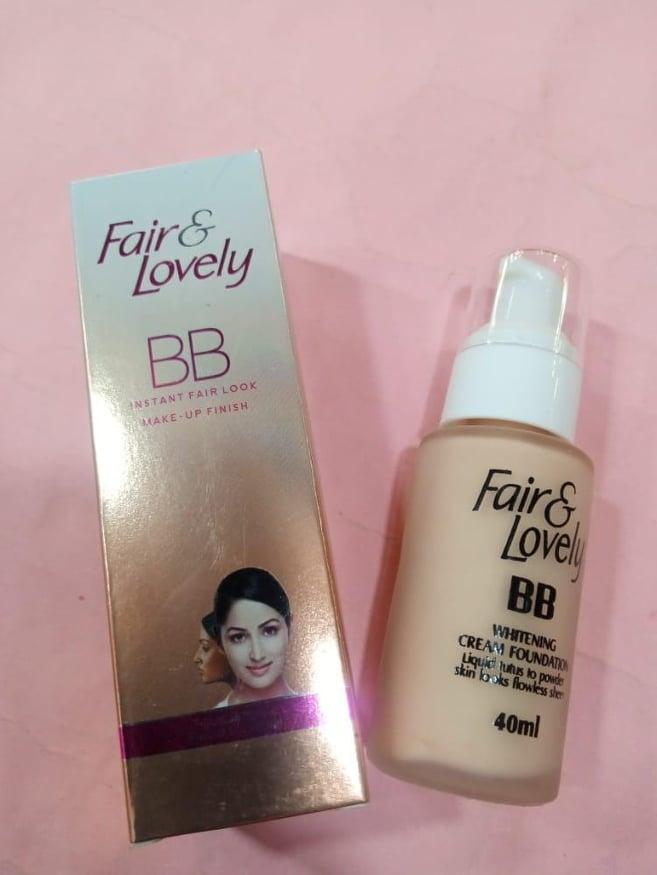 Fair &
Lovely
BB
INSTANT FAIR LOOK
MAKE-UP FINISH
Fair &
Lovely
BB
WHITENING
CREAM FOUNDATION
Liquid tutus to powder
skin looks flowless sheer
40ml